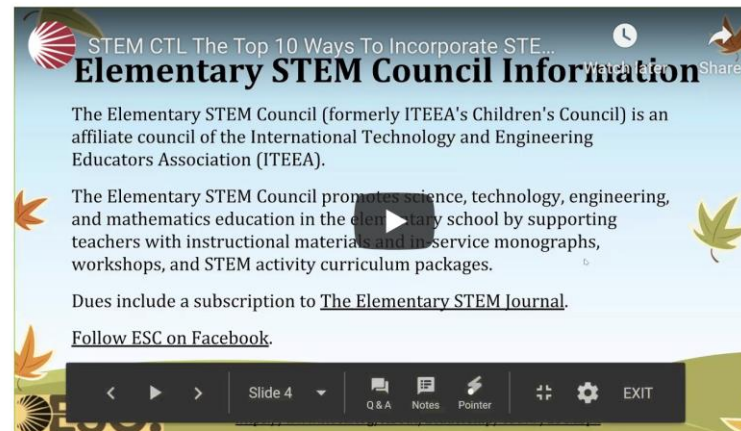 STEM CTL The Top 10 Ways To Incorporate STE...
Watch later
Share
Elementary STEM Council Information
The Elementary STEM Council (formerly ITEEA's Children's Council) is an
affiliate council of the International Technology and Engineering
Educators Association (ITEEA).
The Elementary STEM Council promotes science, technology, engineering,
and mathematics education in the elementary school by supporting
teachers with instructional materials and in-service monographs,
workshops, and STEM activity curriculum packages.
Dues include a subscription to The Elementary STEM Journal.
Follow ESC on Facebook.
Slide 4
Q & A
Notes
Pointer
EXIT